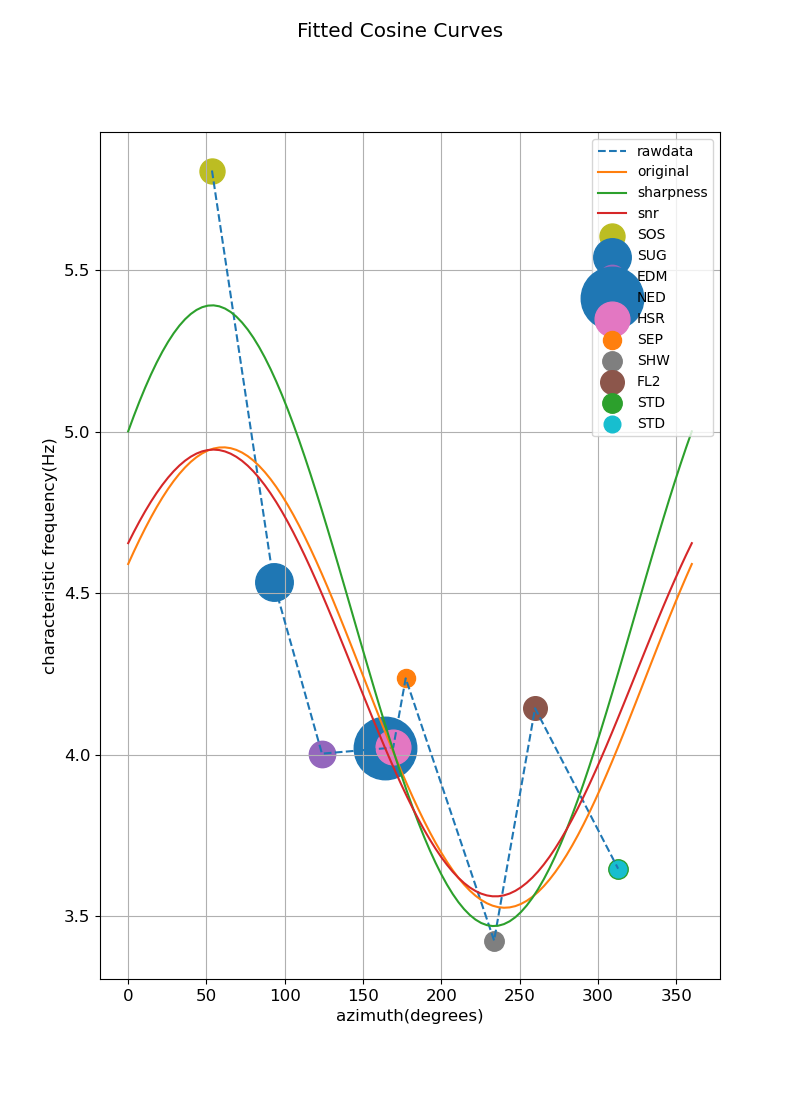 Fitted Cosine Curves
rawdata
original
sharpness
snr
SOS
SUG
EDM
NED
HSR
SEP
SHW
FL2
STD
STD
5.5
5.0
4.5
4.0
3.5
characteristic frequency(Hz)
0 50 100 150 200 250 300 350
azimuth(degrees)